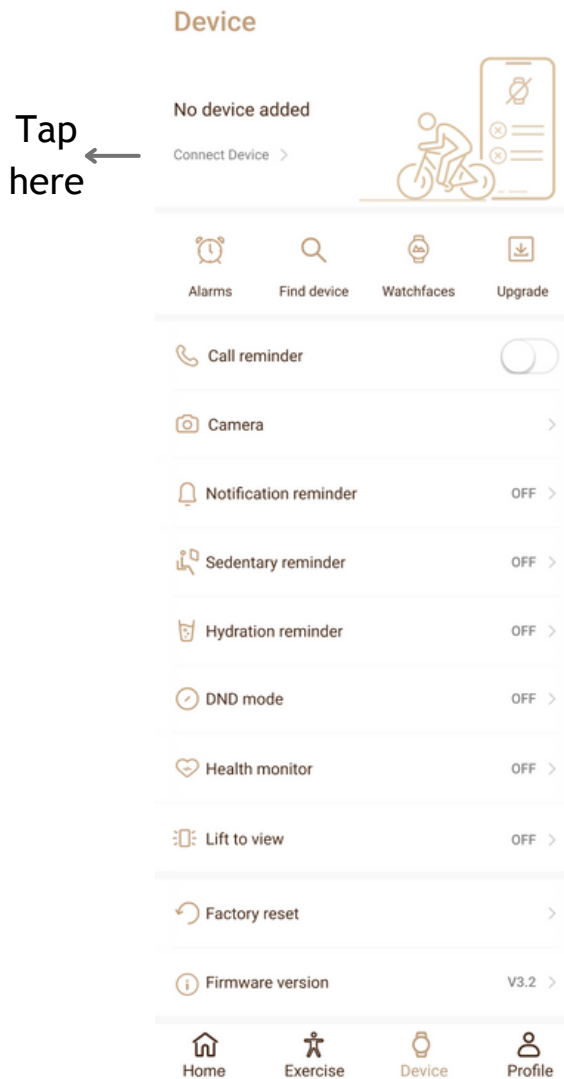 Device
No device added
Tap
here
Connect Device
Alarms Find device Watchfaces Upgrade
Call reminder
Camera
Notification reminder OFF
Sedentary reminder OFF
Hydration reminder OFF
DND mode OFF
Health monitor OFF
Lift to view OFF
Factory reset
Firmware version V3.2
Home Exercise Device Profile